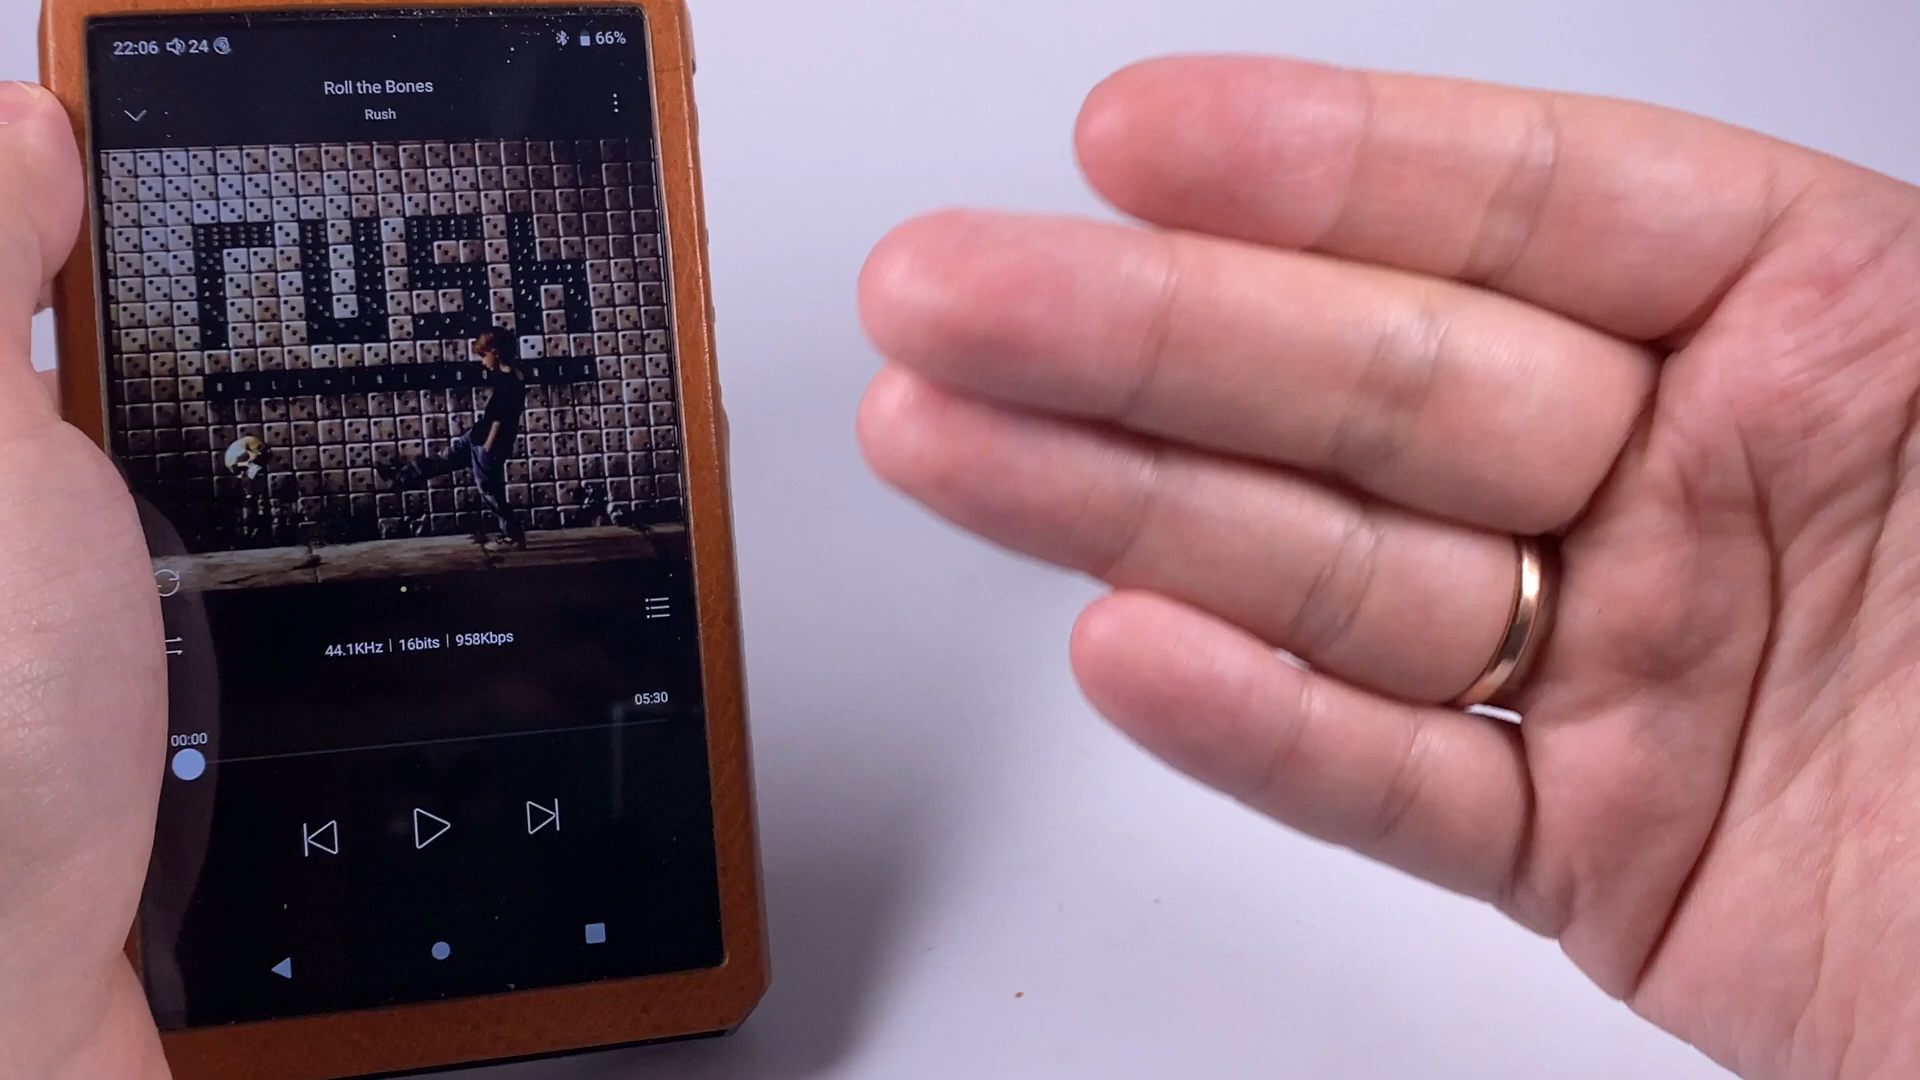 22:06 24 66%
Roll the Bones
Rush
RUSH
44.1KHz | 16bits | 958Kbps
05:30
00:00